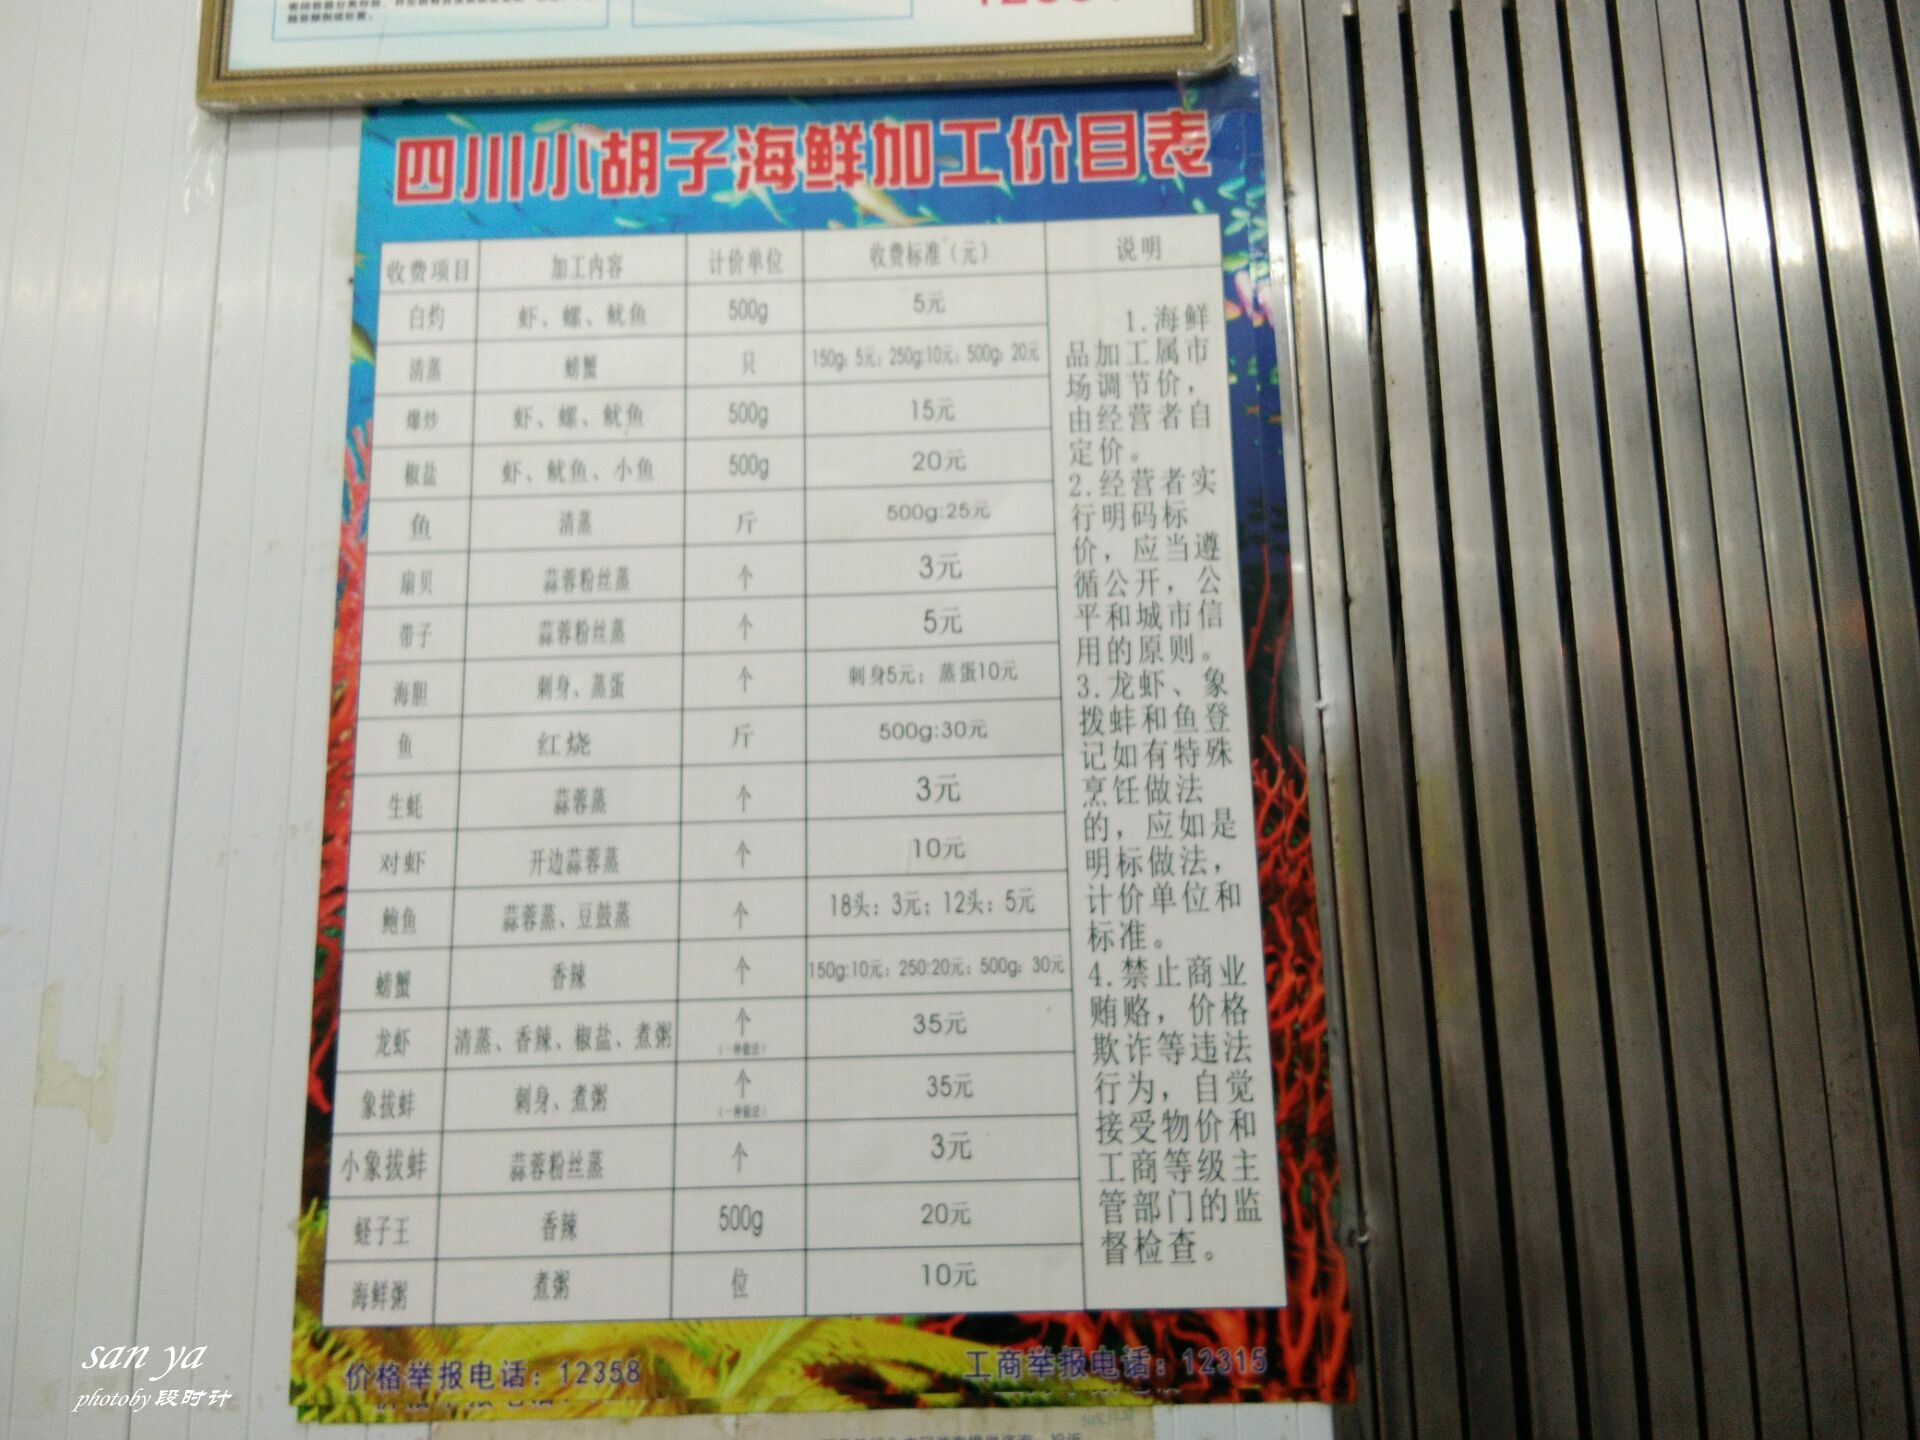 四川小胡子海鲜加工价目表
收费项目 加工内容 计价单位 收费标准（元） 说明
白灼 虾、螺、鱿鱼 500g 5元
清蒸 螃蟹 只 150g：5元；250g:10元；500g：20元
爆炒 虾、螺、鱿鱼 500g 15元
椒盐 虾、鱿鱼、小鱼 500g 20元
鱼 清蒸 斤 500g:25元
扇贝 蒜蓉粉丝蒸 个 3元
带子 蒜蓉粉丝蒸 个 5元
海胆 刺身、蒸蛋 个 刺身5元；蒸蛋10元
鱼 红烧 斤 500g:30元
生蚝 蒜蓉蒸 个 3元
对虾 开边蒜蓉蒸 个 10元
鲍鱼 蒜蓉蒸、豆鼓蒸 个 18头：3元；12头：5元
螃蟹 香辣 个 150g:10元；250:20元；500g：30元
龙虾 清蒸、香辣、椒盐、煮粥 个 35元
（一种做法）
象拔蚌 刺身、煮粥 个 35元
（一种做法）
小象拔蚌 蒜蓉粉丝蒸 个 3元
蛏子王 香辣 500g 20元
海鲜粥 煮粥 位 10元
1.海鲜
品加工属市
场调节价，
由经营者自
定价。
2.经营者实
行明码标
价，应当遵
循公开，公
平和城市信
用的原则。
3.龙虾、象
拨蚌和鱼登
记如有特殊
烹饪做法
的，应如是
明标做法，
计价单位和
标准。
4.禁止商业
贿赂，价格
欺诈等违法
行为，自觉
接受物价和
工商等级主
管部门的监
督检查。
价格举报电话：12358 工商举报电话：12315
san ya
photoby 段时计